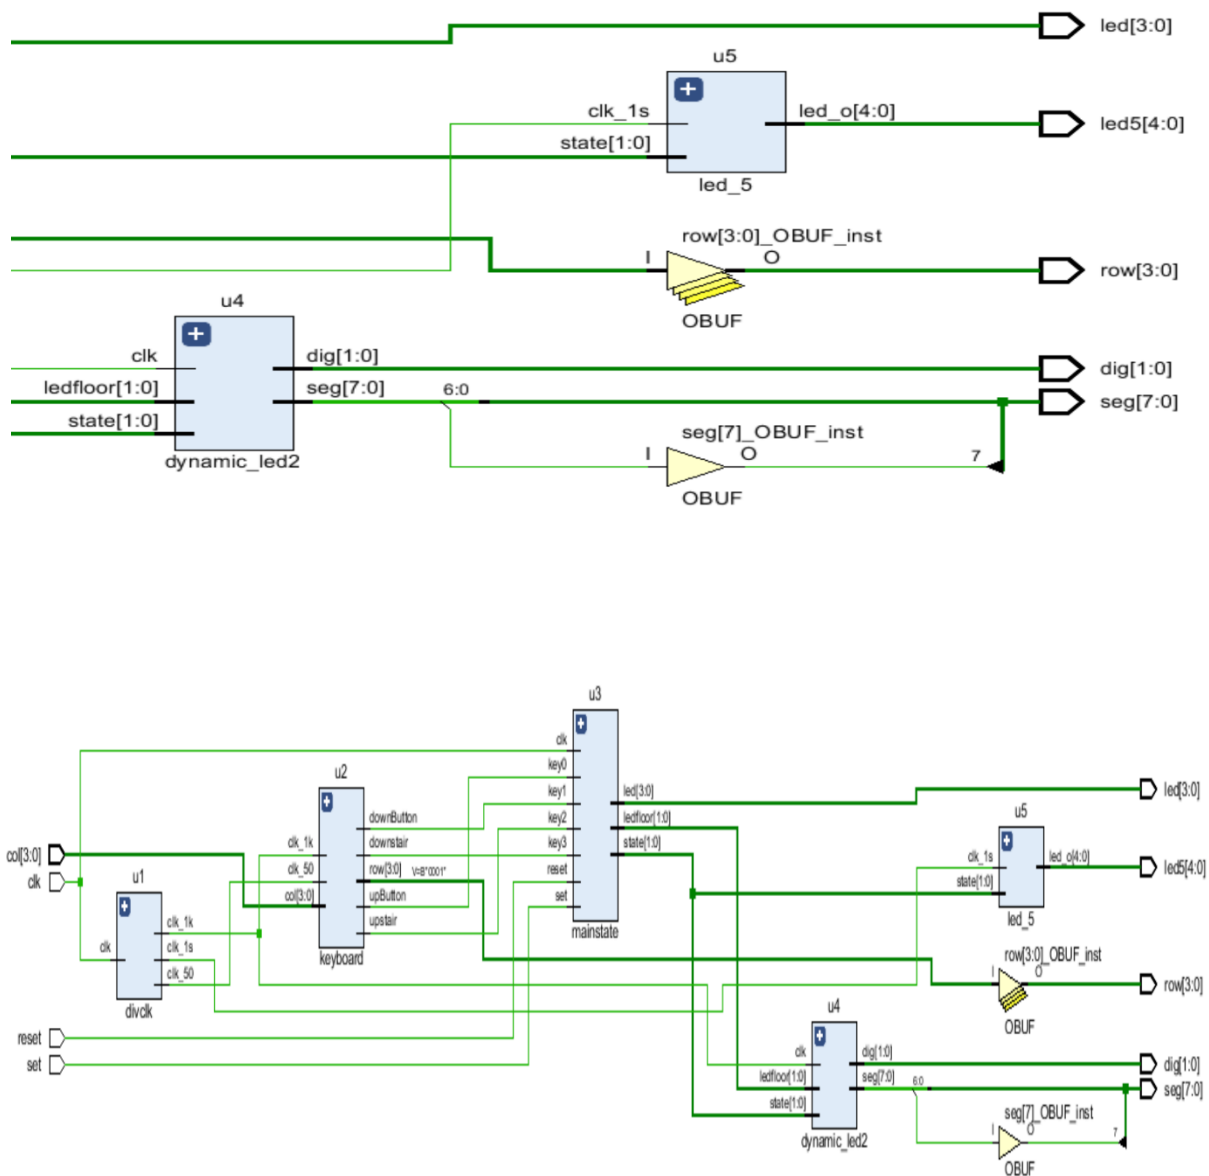 led[3:0]
u5
clk_1s
led_o[4:0]
led5[4:0]
state[1:0]
led_5
row[3:0]_OBUF_inst
I
O
row[3:0]
OBUF
u4
clk
dig[1:0]
dig[1:0]
ledfloor[1:0]
seg[7:0]
6:0
seg[7:0]
state[1:0]
seg[7]_OBUF_inst
dynamic_led2
I
O
7
OBUF
u3
clk
key0
key1
key2
key3
reset
set
led[3:0]
ledfloor[1:0]
state[1:0]
mainstate
u2
clk_1k
clk_50
col[3:0]
downButton
downstair
row[3:0] V=B"0001"
upButton
upstair
keyboard
col[3:0]
clk
u1
clk
clk_1k
clk_1s
clk_50
divclk
reset
set
led[3:0]
u5
clk_1s
led_o[4:0]
led5[4:0]
state[1:0]
led_5
row[3:0]_OBUF_inst
I
O
row[3:0]
OBUF
u4
clk
dig[1:0]
dig[1:0]
ledfloor[1:0]
seg[7:0]
6:0
seg[7:0]
state[1:0]
seg[7]_OBUF_inst
dynamic_led2
I
O
7
OBUF